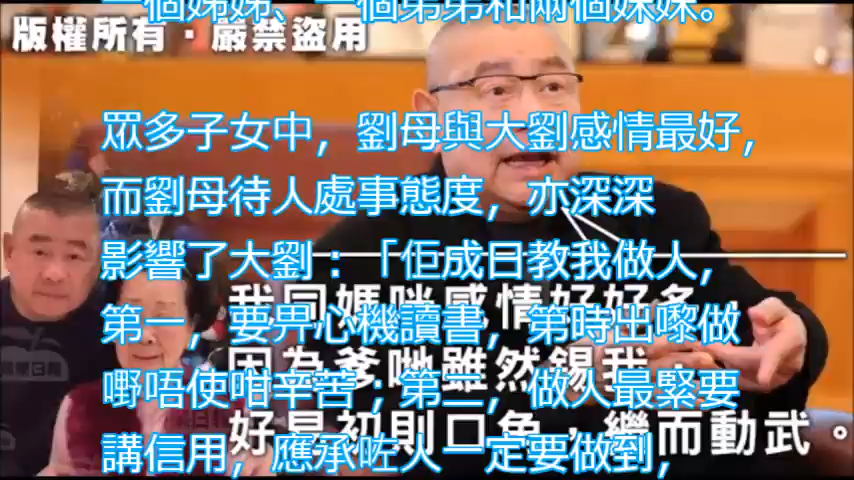 一個姊姊、一個弟弟和兩個妹妹。
版權所有·嚴禁盜用
眾多子女中，劉母與大劉感情最好，
而劉母待人處事態度，亦深深
影響了大劉：「佢成日教我做人，
我同媽咪感情好好多，
第一，要畀心機讀書，第時出嚟做
因為爹哋雖然錫我，
嘢唔使咁辛苦；第二，做人最緊要
好易初則口角，繼而動武。
講信用，應承咗人一定要做到，